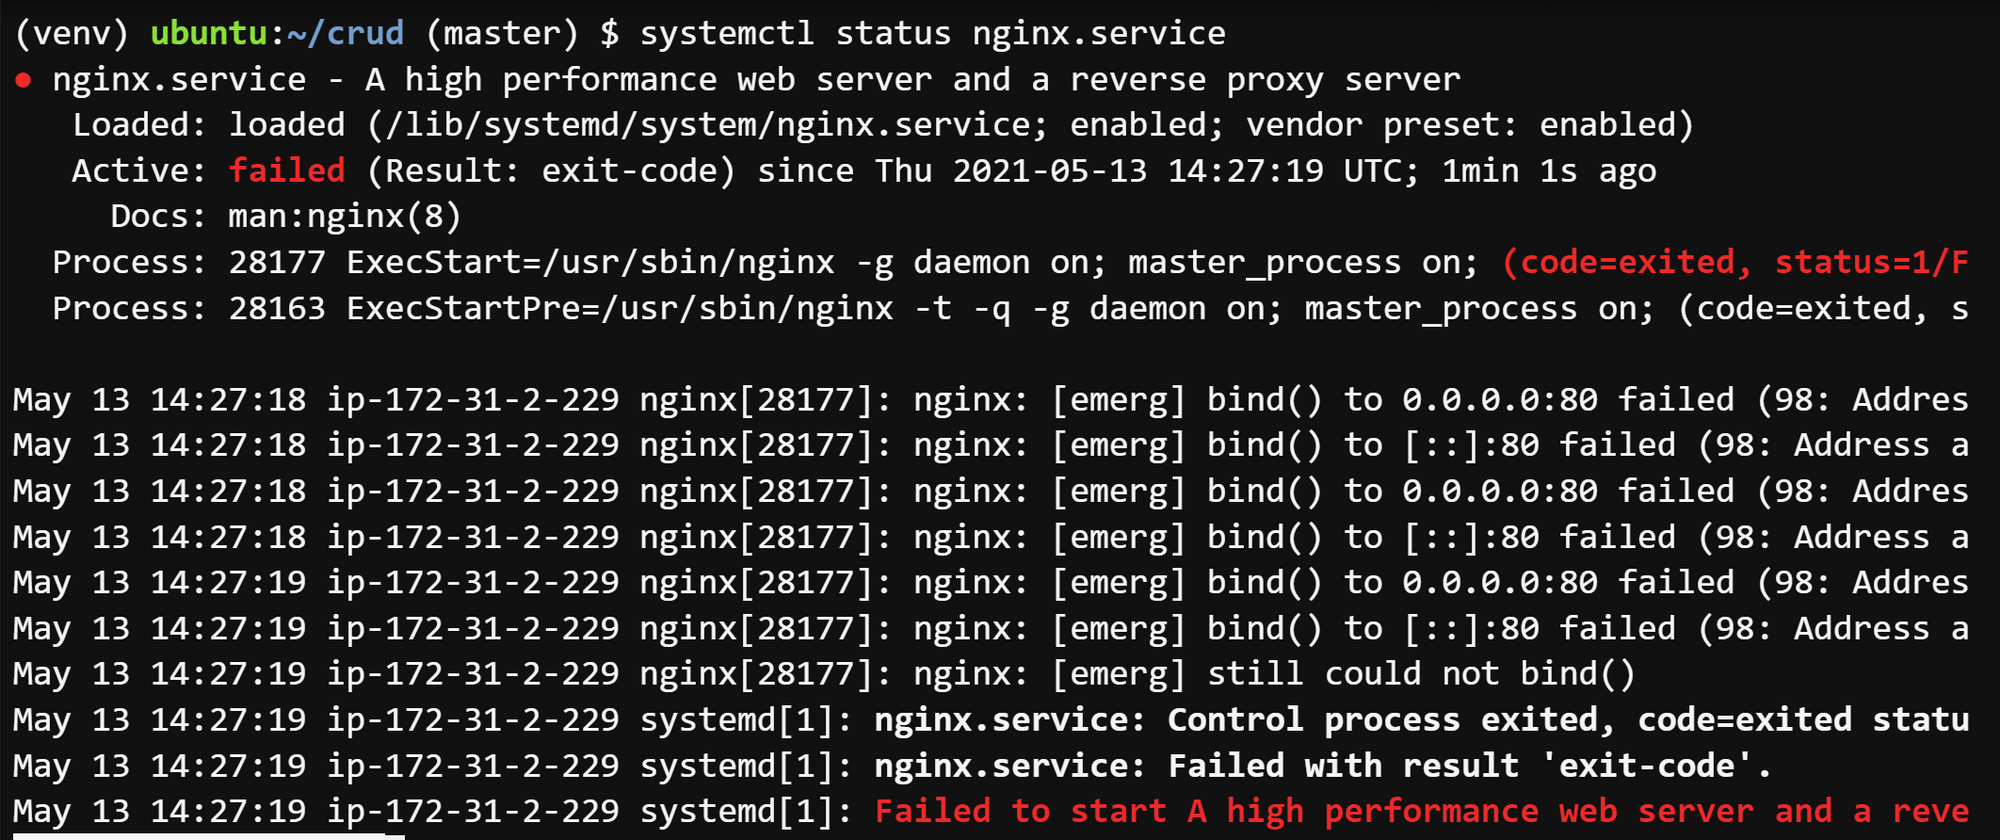 (venv) ubuntu:~/crud (master) $ systemctl status nginx.service
● nginx.service - A high performance web server and a reverse proxy server
   Loaded: loaded (/lib/systemd/system/nginx.service; enabled; vendor preset: enabled)
   Active: failed (Result: exit-code) since Thu 2021-05-13 14:27:19 UTC; 1min 1s ago
     Docs: man:nginx(8)
  Process: 28177 ExecStart=/usr/sbin/nginx -g daemon on; master_process on; (code=exited, status=1/F
  Process: 28163 ExecStartPre=/usr/sbin/nginx -t -q -g daemon on; master_process on; (code=exited, s

May 13 14:27:18 ip-172-31-2-229 nginx[28177]: nginx: [emerg] bind() to 0.0.0.0:80 failed (98: Addres
May 13 14:27:18 ip-172-31-2-229 nginx[28177]: nginx: [emerg] bind() to [::]:80 failed (98: Address a
May 13 14:27:18 ip-172-31-2-229 nginx[28177]: nginx: [emerg] bind() to 0.0.0.0:80 failed (98: Addres
May 13 14:27:18 ip-172-31-2-229 nginx[28177]: nginx: [emerg] bind() to [::]:80 failed (98: Address a
May 13 14:27:19 ip-172-31-2-229 nginx[28177]: nginx: [emerg] bind() to 0.0.0.0:80 failed (98: Addres
May 13 14:27:19 ip-172-31-2-229 nginx[28177]: nginx: [emerg] bind() to [::]:80 failed (98: Address a
May 13 14:27:19 ip-172-31-2-229 nginx[28177]: nginx: [emerg] still could not bind()
May 13 14:27:19 ip-172-31-2-229 systemd[1]: nginx.service: Control process exited, code=exited statu
May 13 14:27:19 ip-172-31-2-229 systemd[1]: nginx.service: Failed with result 'exit-code'.
May 13 14:27:19 ip-172-31-2-229 systemd[1]: Failed to start A high performance web server and a reve